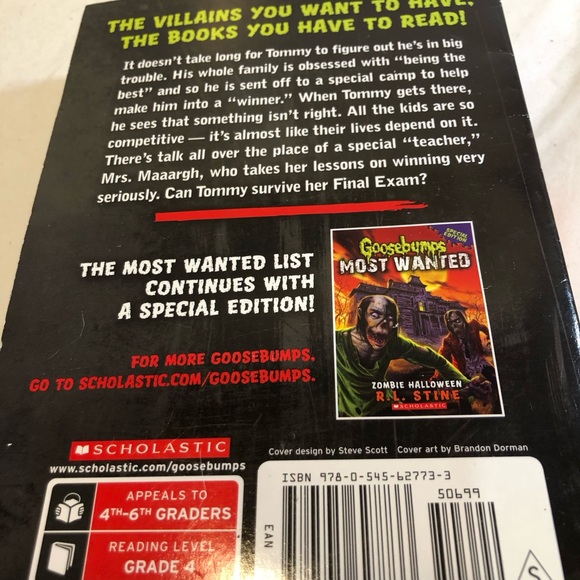 THE VILLAINS YOU WANT TO HAVE,
THE BOOKS YOU HAVE TO READ!
It doesn't take long for Tommy to figure out he's in big
trouble. His whole family is obsessed with "being the
best" and so he is sent off to a special camp to help
make him into a "winner." When Tommy gets there,
he sees that something isn't right. All the kids are so
competitive — it's almost like their lives depend on it.
There's talk all over the place of a special "teacher,"
Mrs. Maaargh, who takes her lessons on winning very
seriously. Can Tommy survive her Final Exam?
THE MOST WANTED LIST
CONTINUES WITH
A SPECIAL EDITION!
FOR MORE GOOSEBUMPS,
GO TO SCHOLASTIC.COM/GOOSEBUMPS.
SPECIAL
EDITION
Goosebumps
MOST WANTED
ZOMBIE HALLOWEEN
R.L. STINE
SCHOLASTIC
SCHOLASTIC
www.scholastic.com/goosebumps
Cover design by Steve Scott Cover art by Brandon Dorman
APPEALS TO
4TH–6TH GRADERS
READING LEVEL
GRADE 4
ISBN 978-0-545-62773-3
50699
EAN
S